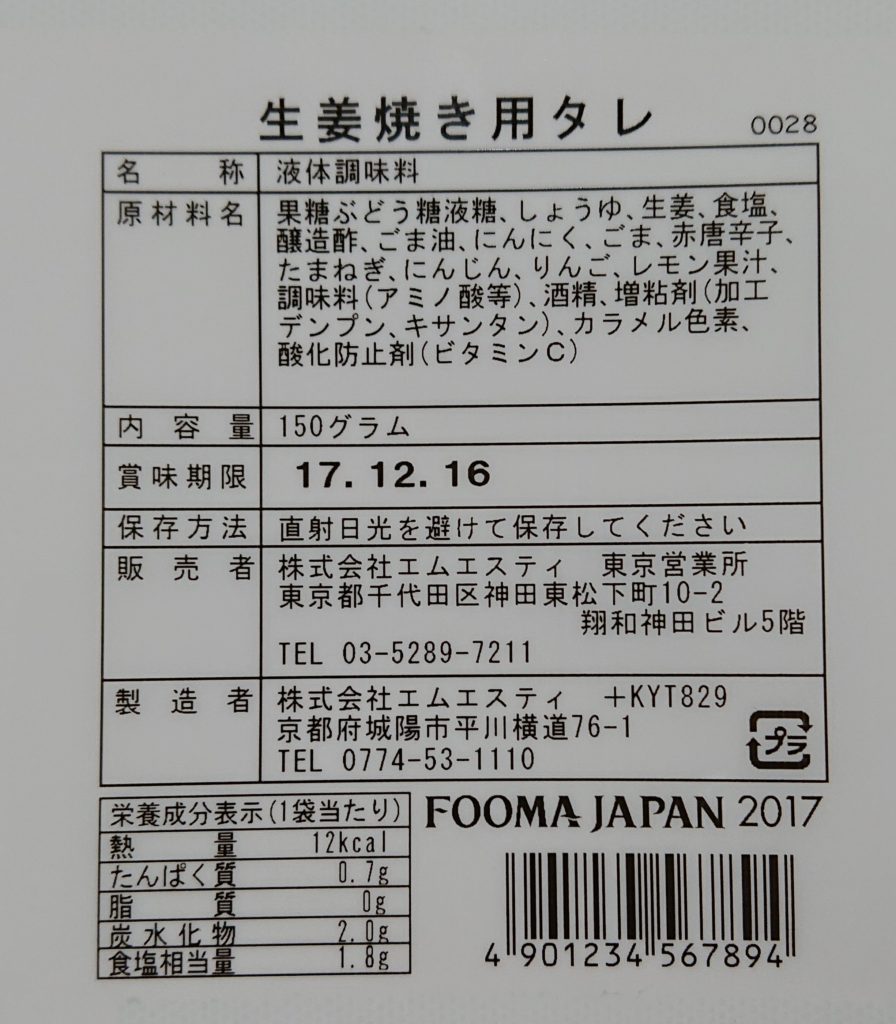 生姜焼き用タレ 0028
名称 液体調味料
原材料名 果糖ぶどう糖液糖、しょうゆ、生姜、食塩、
醸造酢、ごま油、にんにく、ごま、赤唐辛子、
たまねぎ、にんじん、りんご、レモン果汁、
調味料(アミノ酸等)、酒精、増粘剤(加工
デンプン、キサンタン)、カラメル色素、
酸化防止剤(ビタミンC)
内容量 150グラム
賞味期限 17.12.16
保存方法 直射日光を避けて保存してください
販売者 株式会社エムエスティ 東京営業所
東京都千代田区神田東松下町10-2
翔和神田ビル5階
TEL 03-5289-7211
製造者 株式会社エムエスティ +KYT829
京都府城陽市平川横道76-1
TEL 0774-53-1110
プラ
栄養成分表示(1袋当たり)
熱量 12kcal
たんぱく質 0.7g
脂質 0g
炭水化物 2.0g
食塩相当量 1.8g
FOOMA JAPAN 2017
4 901234 567894